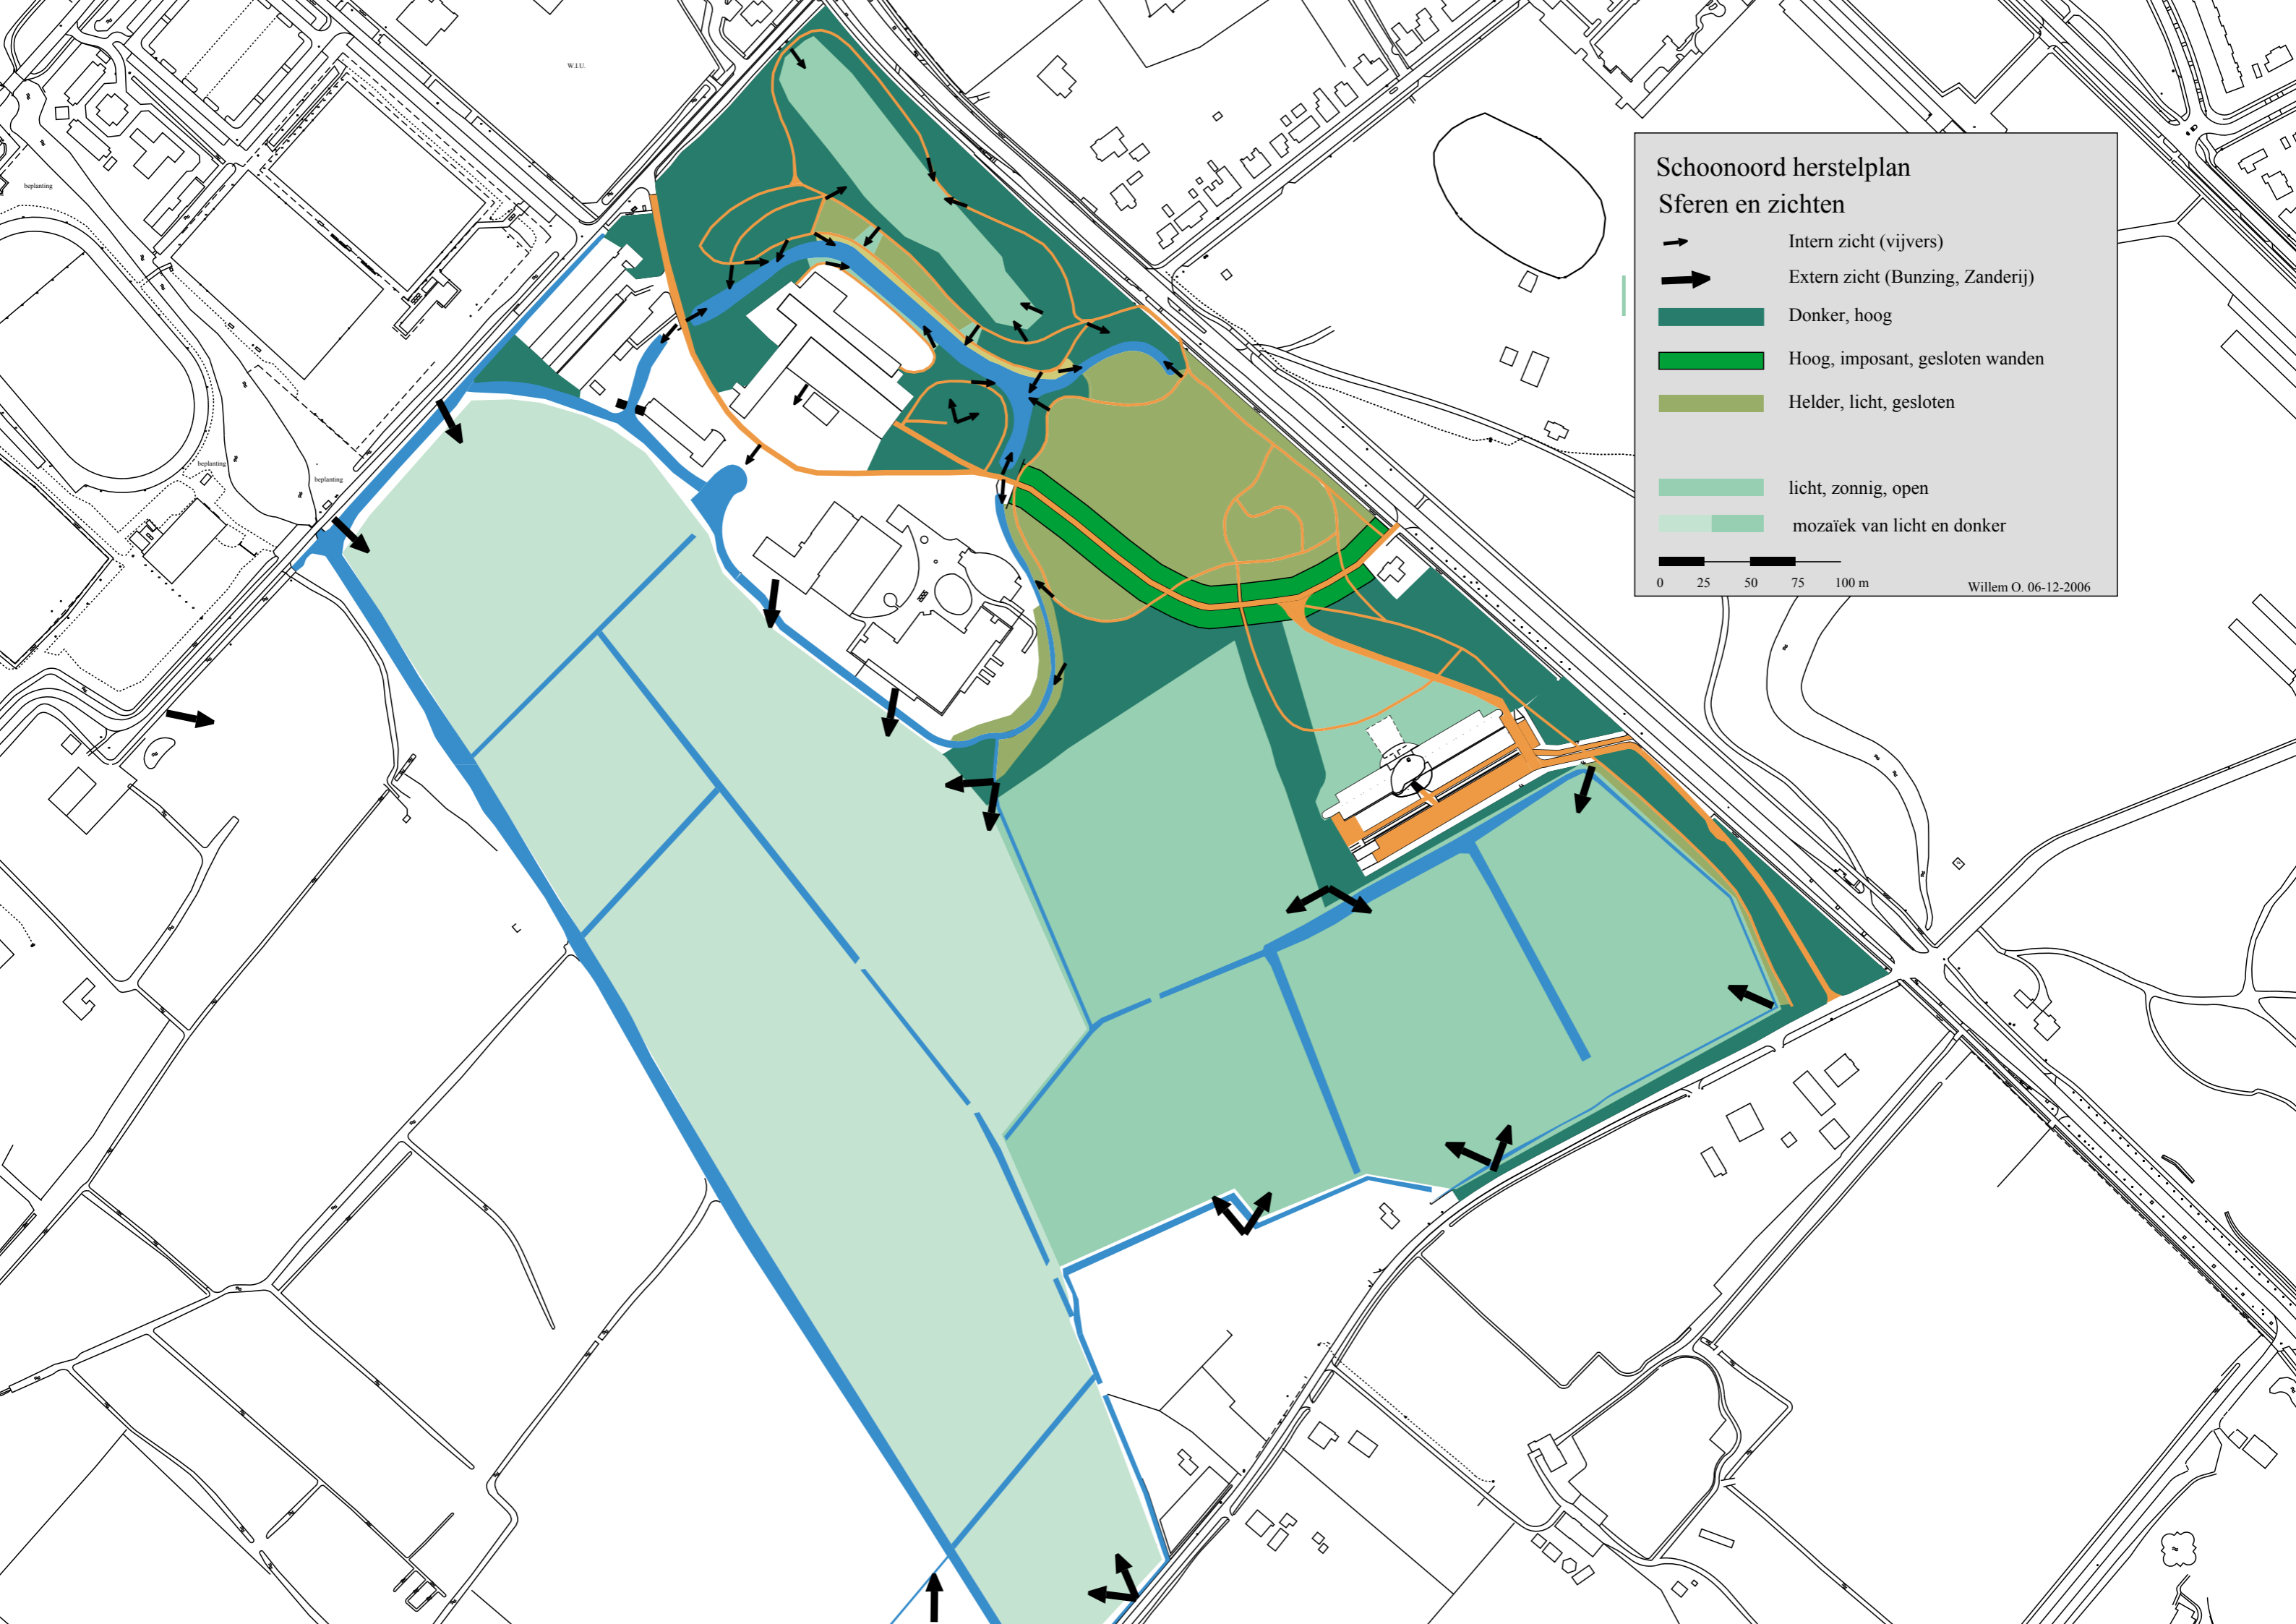 W.I.U.
beplanting
beplanting
beplanting
Schoonoord herstelplan
Sferen en zichten
Intern zicht (vijvers)
Extern zicht (Bunzing, Zanderij)
Donker, hoog
Hoog, imposant, gesloten wanden
Helder, licht, gesloten
licht, zonnig, open
mozaïek van licht en donker
0 25 50 75 100 m
Willem O. 06-12-2006